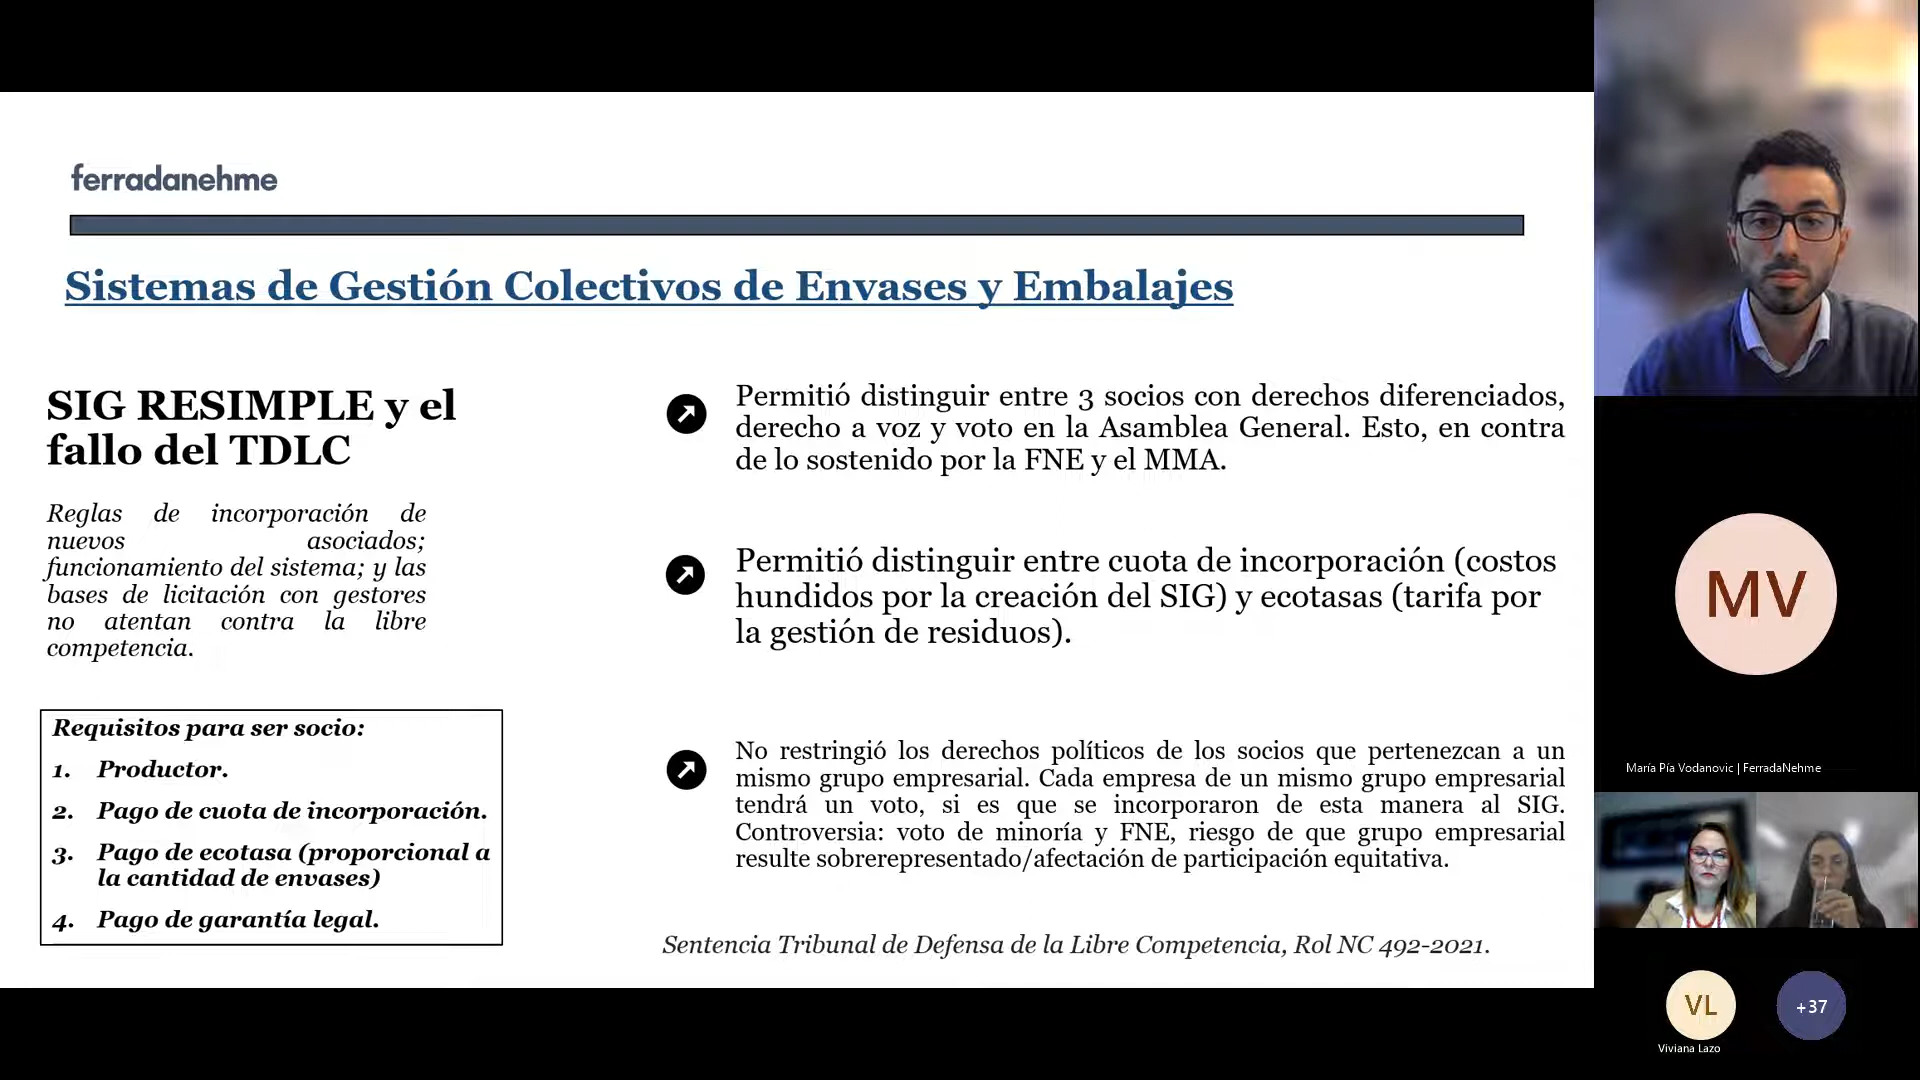 ferradanehme
Sistemas de Gestión Colectivos de Envases y Embalajes
SIG RESIMPLE y el
fallo del TDLC
Reglas de incorporación de
nuevos asociados;
funcionamiento del sistema; y las
bases de licitación con gestores
no atentan contra la libre
competencia.
Requisitos para ser socio:
1. Productor.
2. Pago de cuota de incorporación.
3. Pago de ecotasa (proporcional a
la cantidad de envases)
4. Pago de garantía legal.
Permitió distinguir entre 3 socios con derechos diferenciados,
derecho a voz y voto en la Asamblea General. Esto, en contra
de lo sostenido por la FNE y el MMA.
Permitió distinguir entre cuota de incorporación (costos
hundidos por la creación del SIG) y ecotasas (tarifa por
la gestión de residuos).
No restringió los derechos políticos de los socios que pertenezcan a un
mismo grupo empresarial. Cada empresa de un mismo grupo empresarial
tendrá un voto, si es que se incorporaron de esta manera al SIG.
Controversia: voto de minoría y FNE, riesgo de que grupo empresarial
resulte sobrerepresentado/afectación de participación equitativa.
Sentencia Tribunal de Defensa de la Libre Competencia, Rol NC 492-2021.
MV
María Pía Vodanovic | FerradaNehme
VL
Viviana Lazo
+37